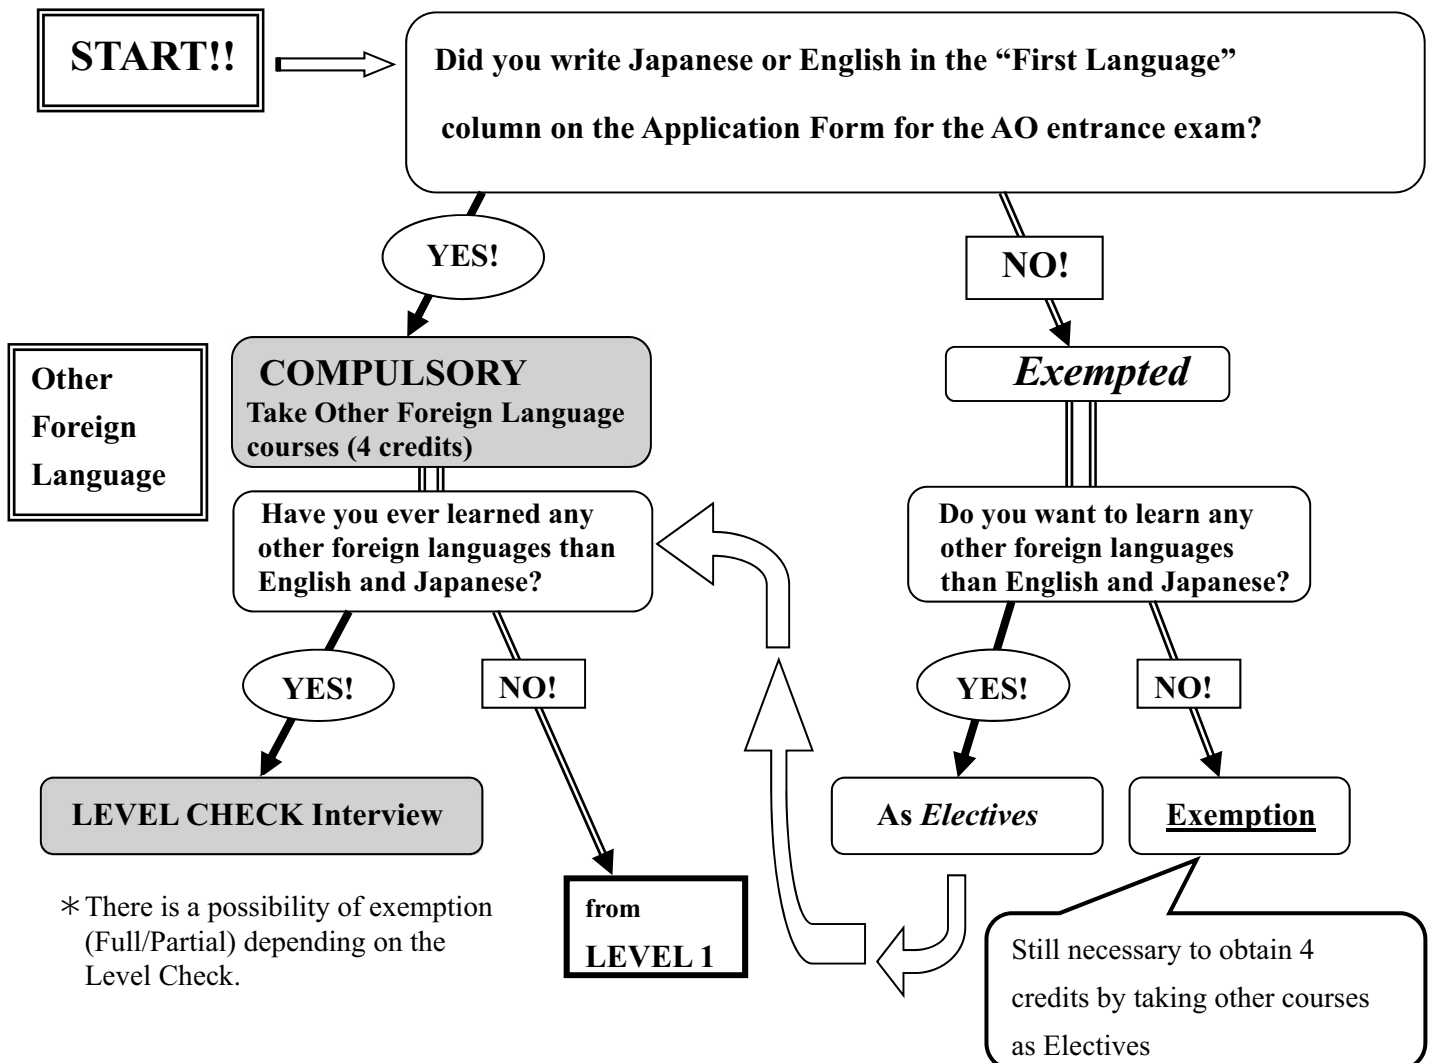 START!!
Did you write Japanese or English in the “First Language”
column on the Application Form for the AO entrance exam?
YES!
NO!
Other
Foreign
Language
COMPULSORY
Take Other Foreign Language
courses (4 credits)
Exempted
Have you ever learned any
other foreign languages than
English and Japanese?
Do you want to learn any
other foreign languages
than English and Japanese?
YES!
NO!
YES!
NO!
LEVEL CHECK Interview
As Electives
Exemption
＊There is a possibility of exemption
(Full/Partial) depending on the
Level Check.
from
LEVEL 1
Still necessary to obtain 4
credits by taking other courses
as Electives